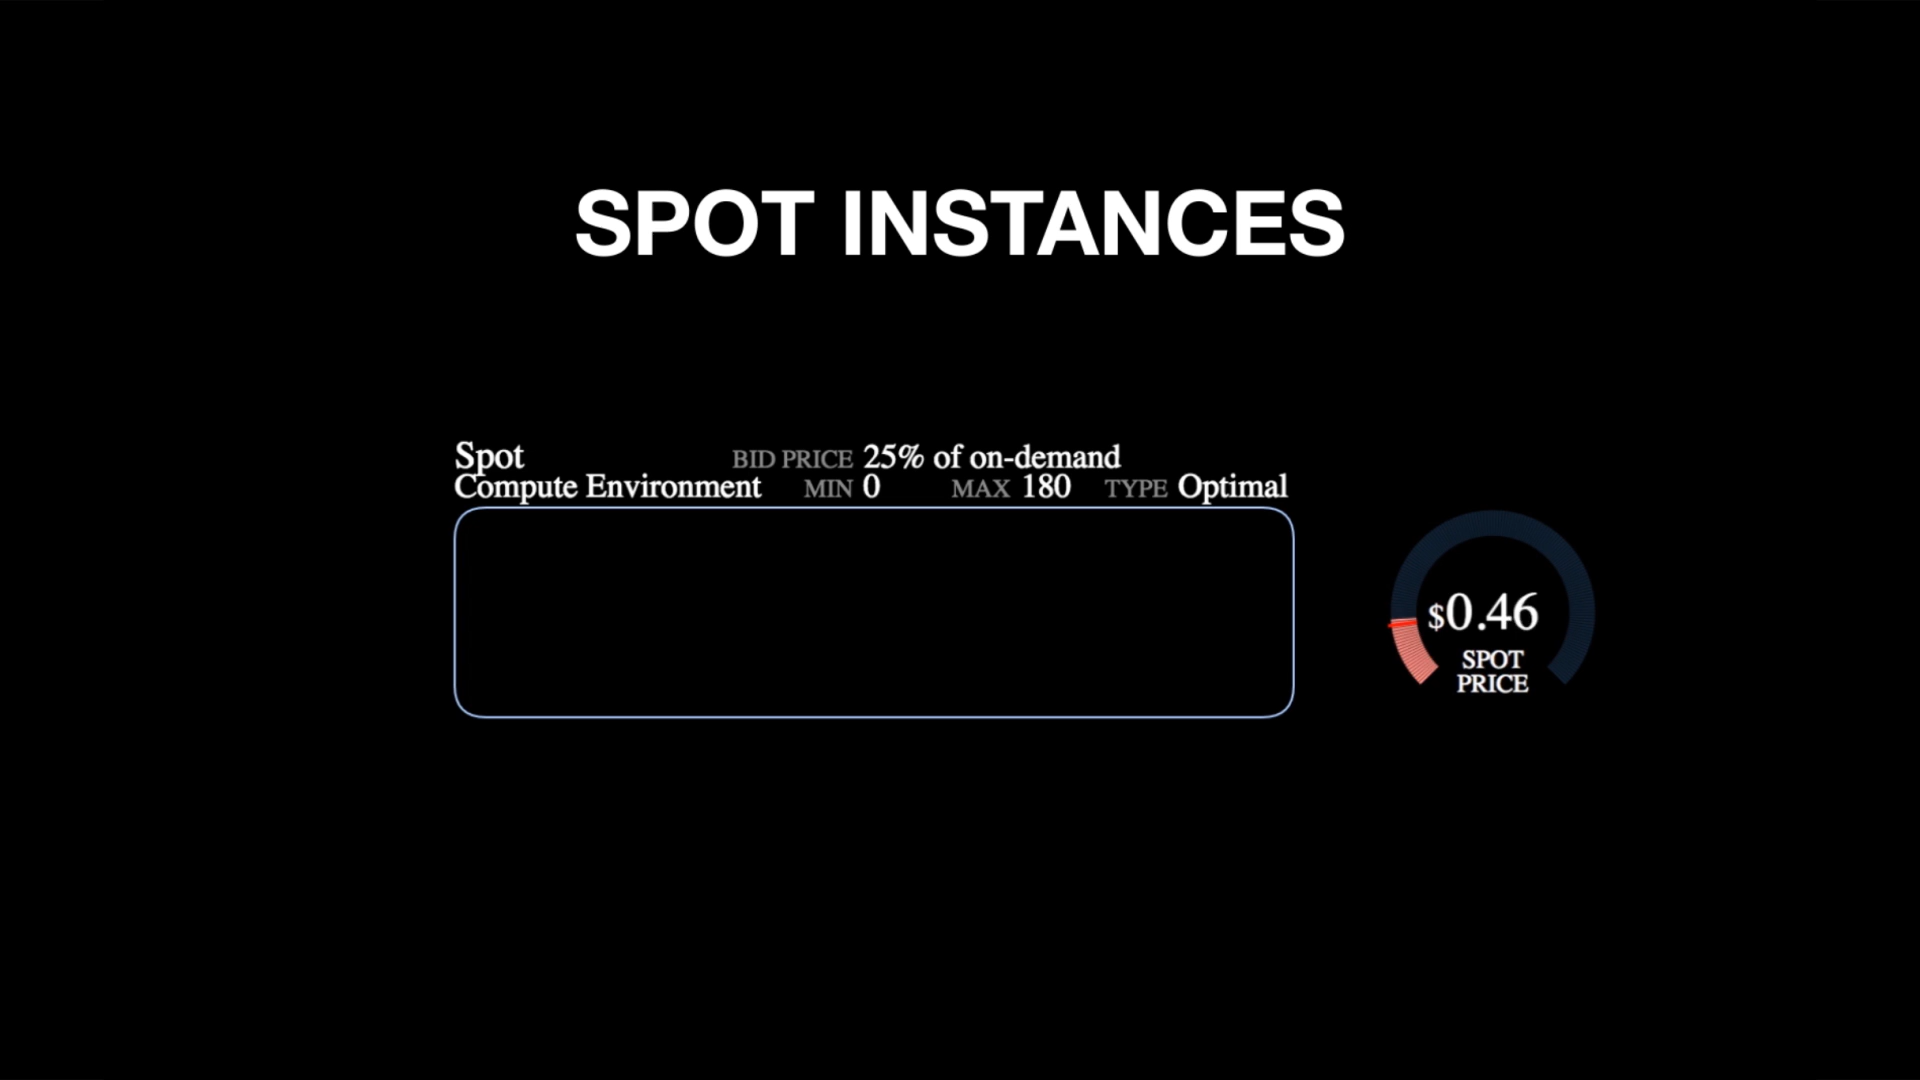 SPOT INSTANCES
Spot BID PRICE 25% of on-demand
Compute Environment MIN 0 MAX 180 TYPE Optimal
$0.46
SPOT
PRICE